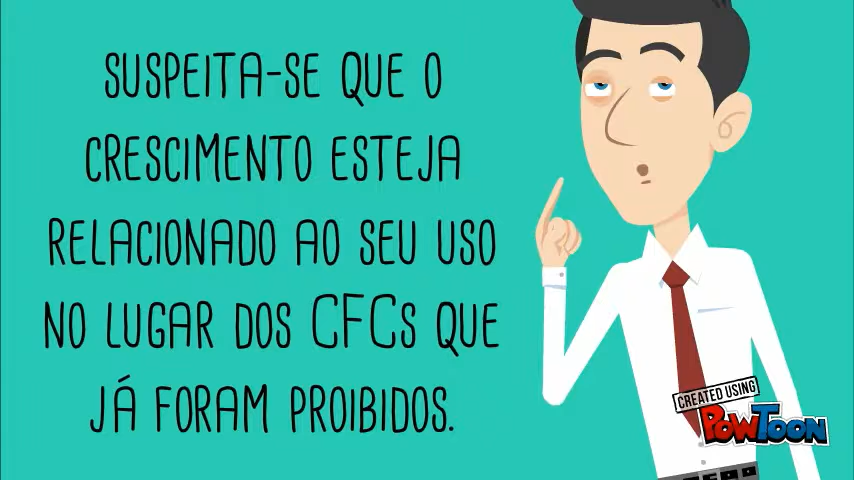 SUSPEITA-SE QUE O
CRESCIMENTO ESTEJA
RELACIONADO AO SEU USO
NO LUGAR DOS CFCs QUE
JÁ FORAM PROIBIDOS.
CREATED USING
POWTOON